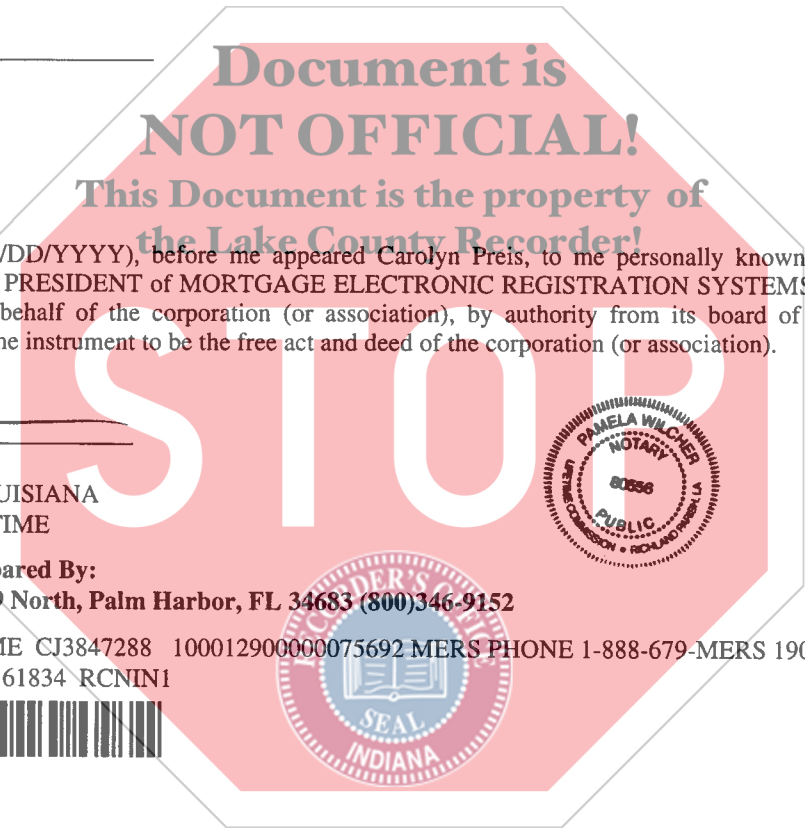 Document is
NOT OFFICIAL!
This Document is the property of
the Lake County Recorder!
/DD/YYYY), before me appeared Carolyn Preis, to me personally known
PRESIDENT of MORTGAGE ELECTRONIC REGISTRATION SYSTEMS
behalf of the corporation (or association), by authority from its board of
he instrument to be the free act and deed of the corporation (or association).
STOP
PAMELA WILCHER
NOTARY
80356
PUBLIC
LIFETIME COMMISSION • RICHLAND PARISH, LA
UISIANA
TIME
pared By:
9 North, Palm Harbor, FL 34683 (800)346-9152
ME CJ3847288 100012900000075692 MERS PHONE 1-888-679-MERS 190
61834 RCNIN1
RECORDER'S OFFICE
SEAL
INDIANA